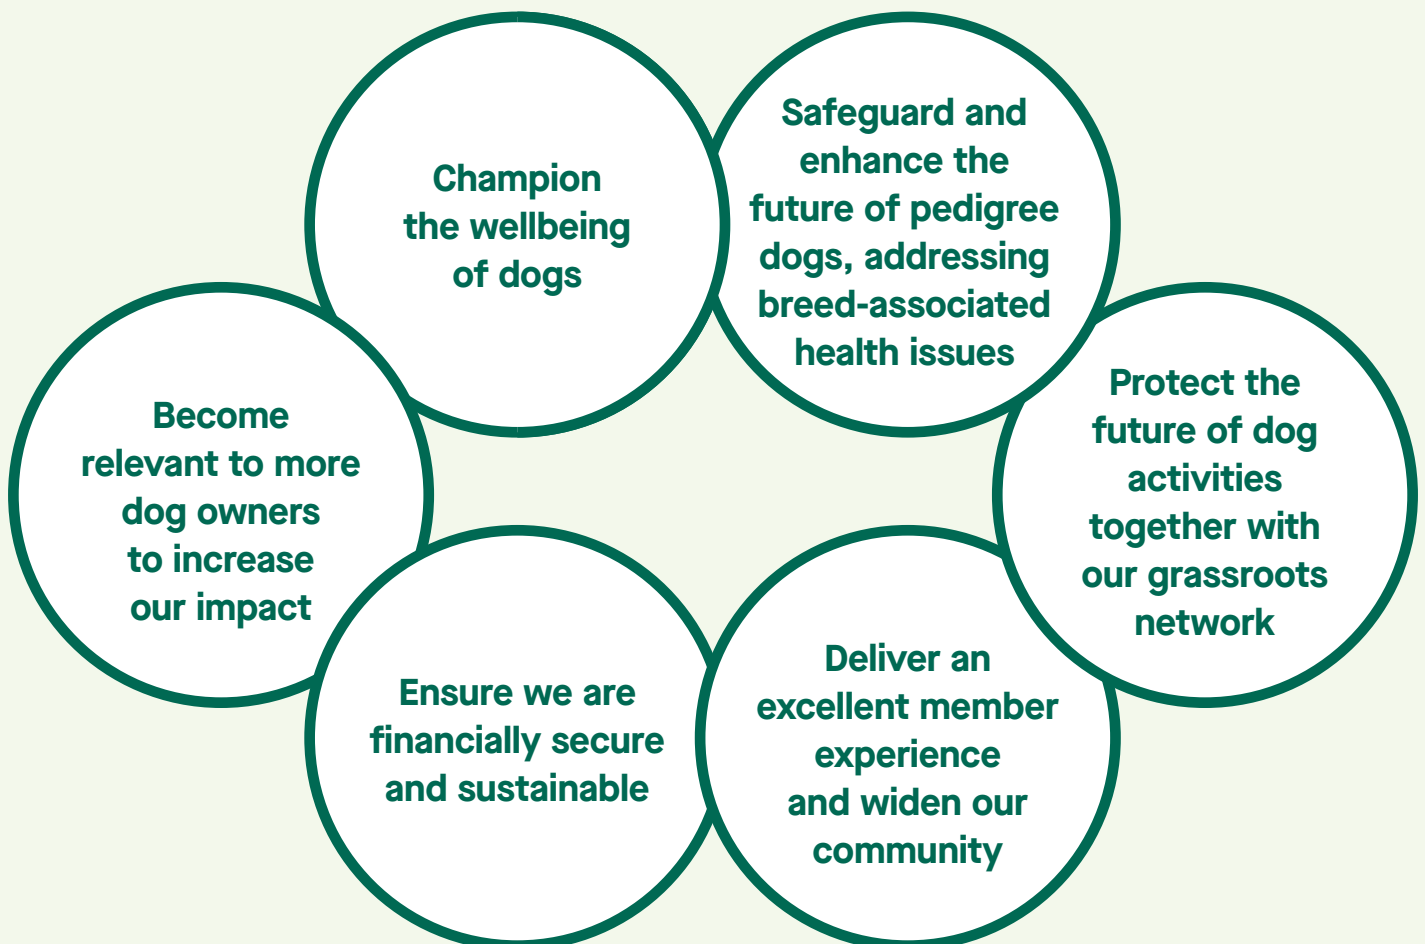 Champion
the wellbeing
of dogs
Safeguard and
enhance the
future of pedigree
dogs, addressing
breed-associated
health issues
Protect the
future of dog
activities
together with
our grassroots
network
Deliver an
excellent member
experience
and widen our
community
Ensure we are
financially secure
and sustainable
Become
relevant to more
dog owners
to increase
our impact